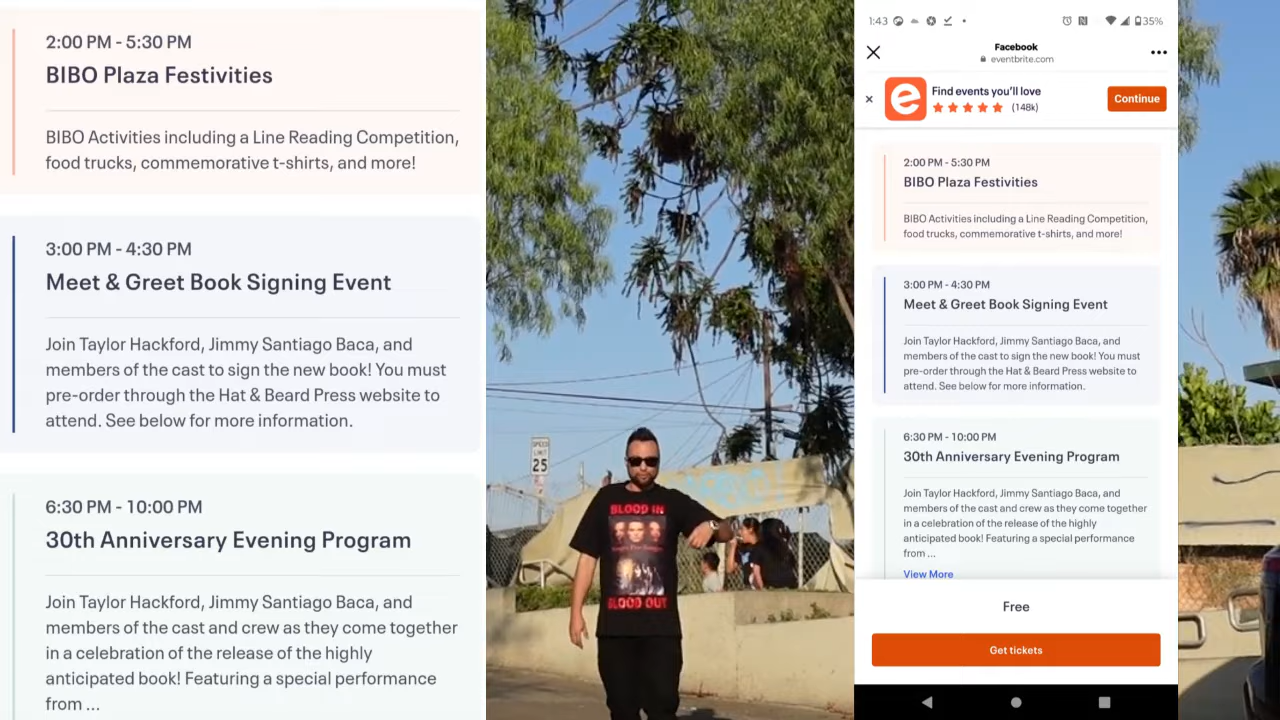 2:00 PM - 5:30 PM
BIBO Plaza Festivities
BIBO Activities including a Line Reading Competition,
food trucks, commemorative t-shirts, and more!
3:00 PM - 4:30 PM
Meet & Greet Book Signing Event
Join Taylor Hackford, Jimmy Santiago Baca, and
members of the cast to sign the new book! You must
pre-order through the Hat & Beard Press website to
attend. See below for more information.
6:30 PM - 10:00 PM
30th Anniversary Evening Program
Join Taylor Hackford, Jimmy Santiago Baca, and
members of the cast and crew as they come together
in a celebration of the release of the highly
anticipated book! Featuring a special performance
from ...
SPEED
LIMIT
25
BLOOD IN
BLOOD OUT
1:43
35%
Facebook
eventbrite.com
Find events you'll love
(148k)
Continue
2:00 PM - 5:30 PM
BIBO Plaza Festivities
BIBO Activities including a Line Reading Competition,
food trucks, commemorative t-shirts, and more!
3:00 PM - 4:30 PM
Meet & Greet Book Signing Event
Join Taylor Hackford, Jimmy Santiago Baca, and
members of the cast to sign the new book! You must
pre-order through the Hat & Beard Press website to
attend. See below for more information.
6:30 PM - 10:00 PM
30th Anniversary Evening Program
Join Taylor Hackford, Jimmy Santiago Baca, and
members of the cast and crew as they come together
in a celebration of the release of the highly
anticipated book! Featuring a special performance
from ...
View More
Free
Get tickets